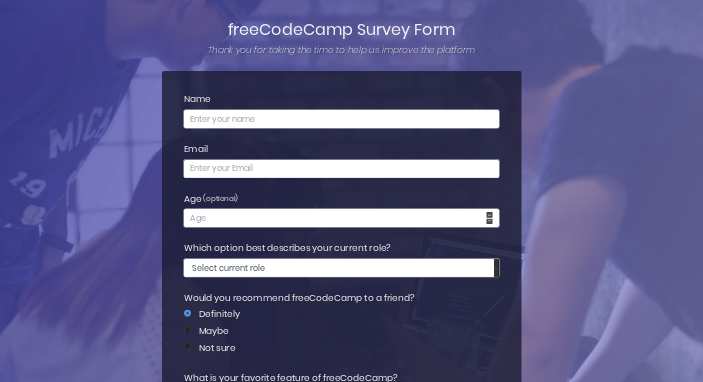 freeCodeCamp Survey Form
Thank you for taking the time to help us improve the platform
Name
Enter your name
Email
Enter your Email
Age (optional)
Age
Which option best describes your current role?
Select current role
Would you recommend freeCodeCamp to a friend?
Definitely
Maybe
Not sure
What is your favorite feature of freeCodeCamp?
MICA
19